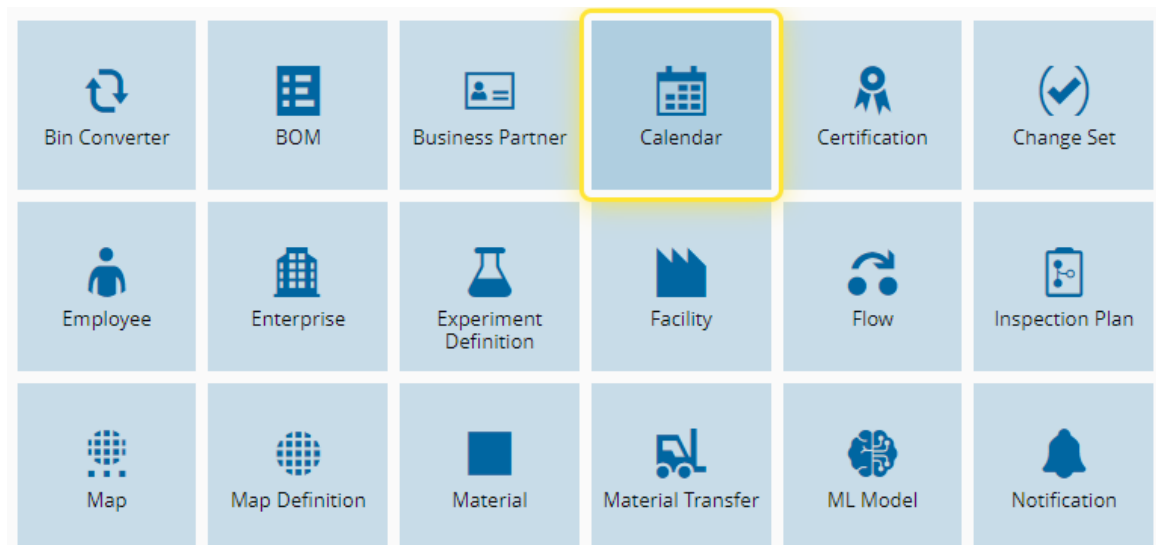 Bin Converter
BOM
Business Partner
Calendar
Certification
Change Set
Employee
Enterprise
Experiment
Definition
Facility
Flow
Inspection Plan
Map
Map Definition
Material
Material Transfer
ML Model
Notification